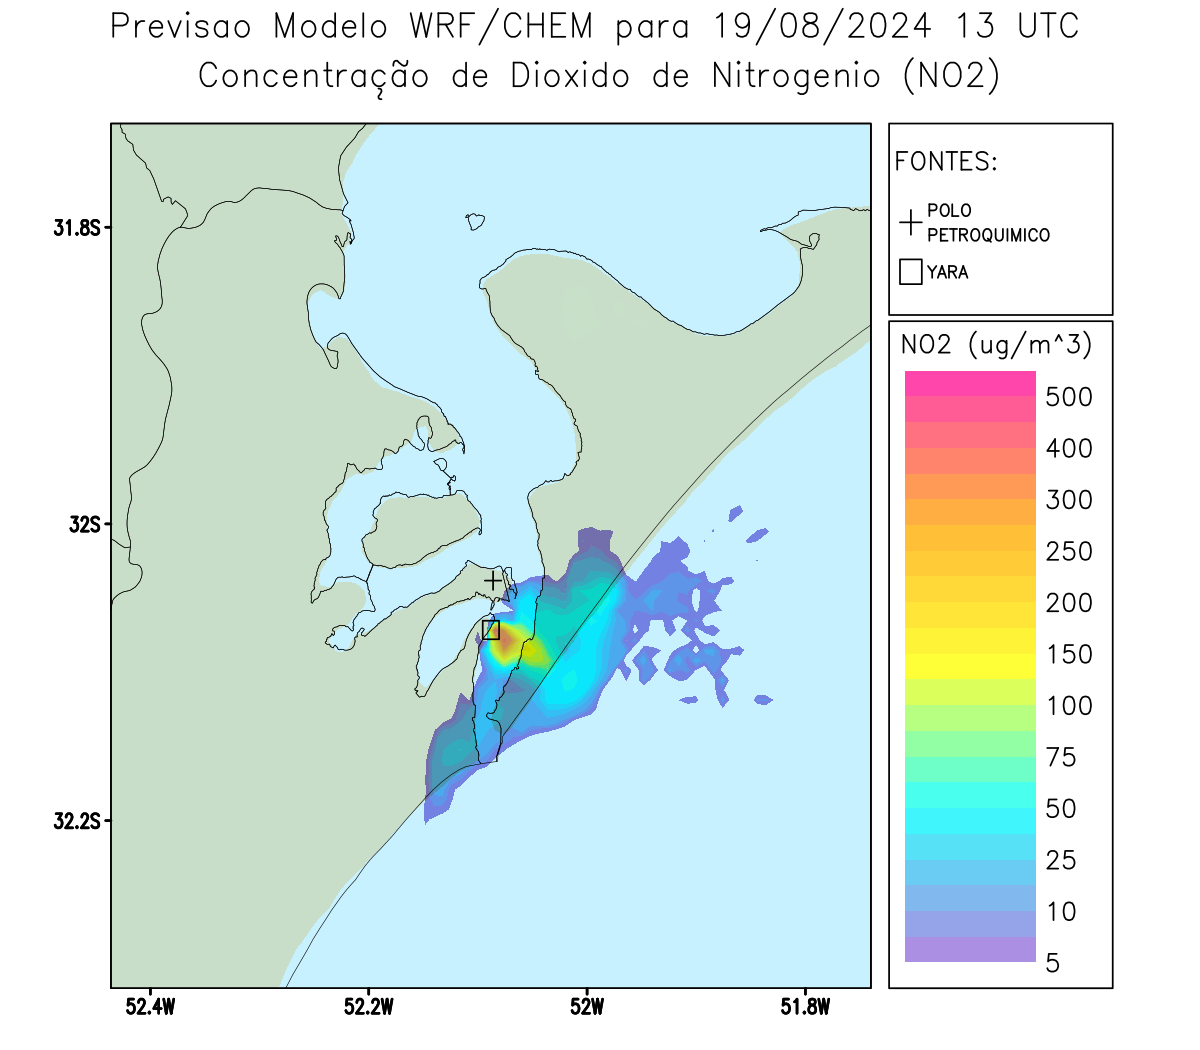 Previsao Modelo WRF/CHEM para 19/08/2024 13 UTC
Concentração de Dioxido de Nitrogenio (NO2)
FONTES:
POLO
PETROQUIMICO
YARA
31.8S
32S
32.2S
52.4W
52.2W
52W
51.8W
NO2 (ug/m^3)
500
400
300
250
200
150
100
75
50
25
10
5